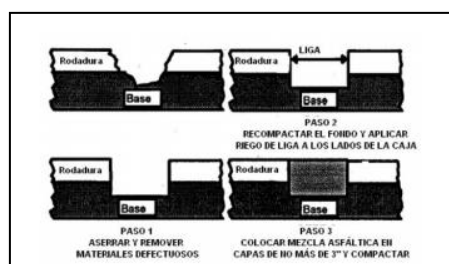 Rodadura
Base
LIGA
Rodadura
Base
PASO 2
RECOMPACTAR EL FONDO Y APLICAR
RIEGO DE LIGA A LOS LADOS DE LA CAJA
Rodadura
Base
PASO 1
ASERRAR Y REMOVER
MATERIALES DEFECTUOSOS
Rodadura
Base
PASO 3
COLOCAR MEZCLA ASFÁLTICA EN
CAPAS DE NO MÁS DE 3" Y COMPACTAR